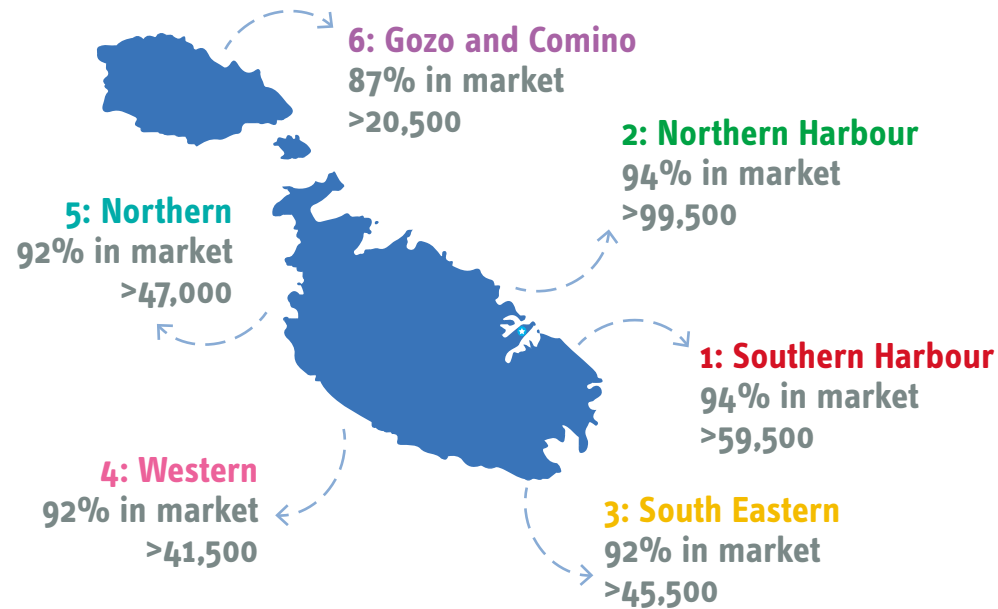 6: Gozo and Comino
87% in market
>20,500
2: Northern Harbour
94% in market
>99,500
5: Northern
92% in market
>47,000
1: Southern Harbour
94% in market
>59,500
4: Western
92% in market
>41,500
3: South Eastern
92% in market
>45,500